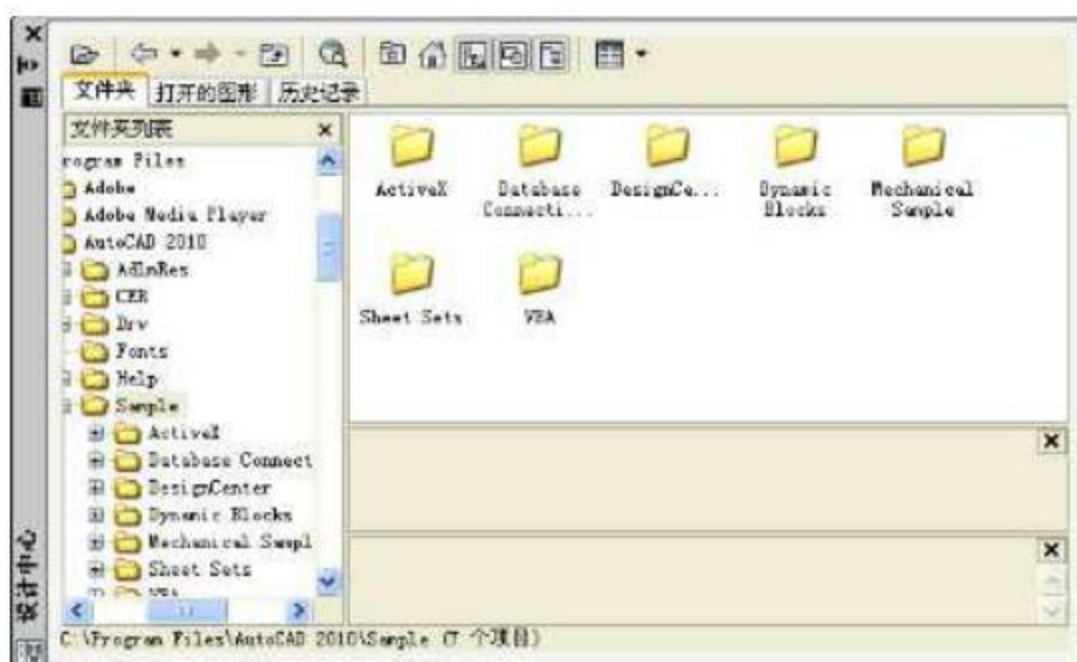 文件夹 打开的图形 历史记录
文件夹列表
rogram Files
Adobe
Adobe Media Player
AutoCAD 2010
AdlmRes
CER
Drv
Fonts
Help
Sample
ActiveX
Database Connect
DesignCenter
Dynamic Blocks
Mechanical Sampl
Sheet Sets
VBA
ActiveX
Database Connecti...
DesignCe...
Dynamic Blocks
Mechanical Sample
Sheet Sets
VBA
设计中心
C:\Program Files\AutoCAD 2010\Sample (7 个项目)